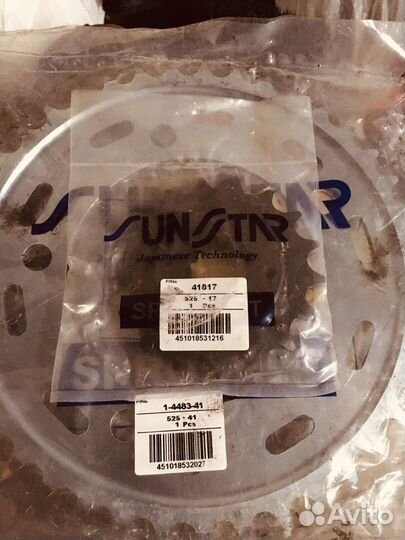 SUNSTAR
SUNSTAR
Japanese Technology
P/No
41817
525 - 17
1 Pcs
451018531216
P/No
1-4483-41
525 - 41
1 Pcs
451018532027
Avito